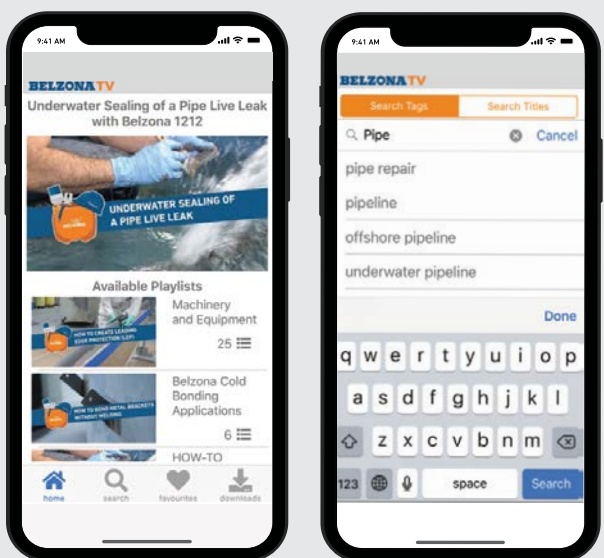 9:41 AM
BELZONA TV
Underwater Sealing of a Pipe Live Leak
with Belzona 1212
UNDERWATER SEALING OF
A PIPE LIVE LEAK
Available Playlists
HOW TO CREATE LEADING
EDGE PROTECTION (LEP)
Machinery
and Equipment
25
HOW TO BOND METAL BRACKETS
WITHOUT WELDING
Belzona Cold
Bonding
Applications
6
HOW-TO
home search favourites downloads
9:41 AM
BELZONA TV
Search Tags Search Titles
Pipe Cancel
pipe repair
pipeline
offshore pipeline
underwater pipeline
Done
q w e r t y u i o p
a s d f g h j k l
z x c v b n m
123 space Search